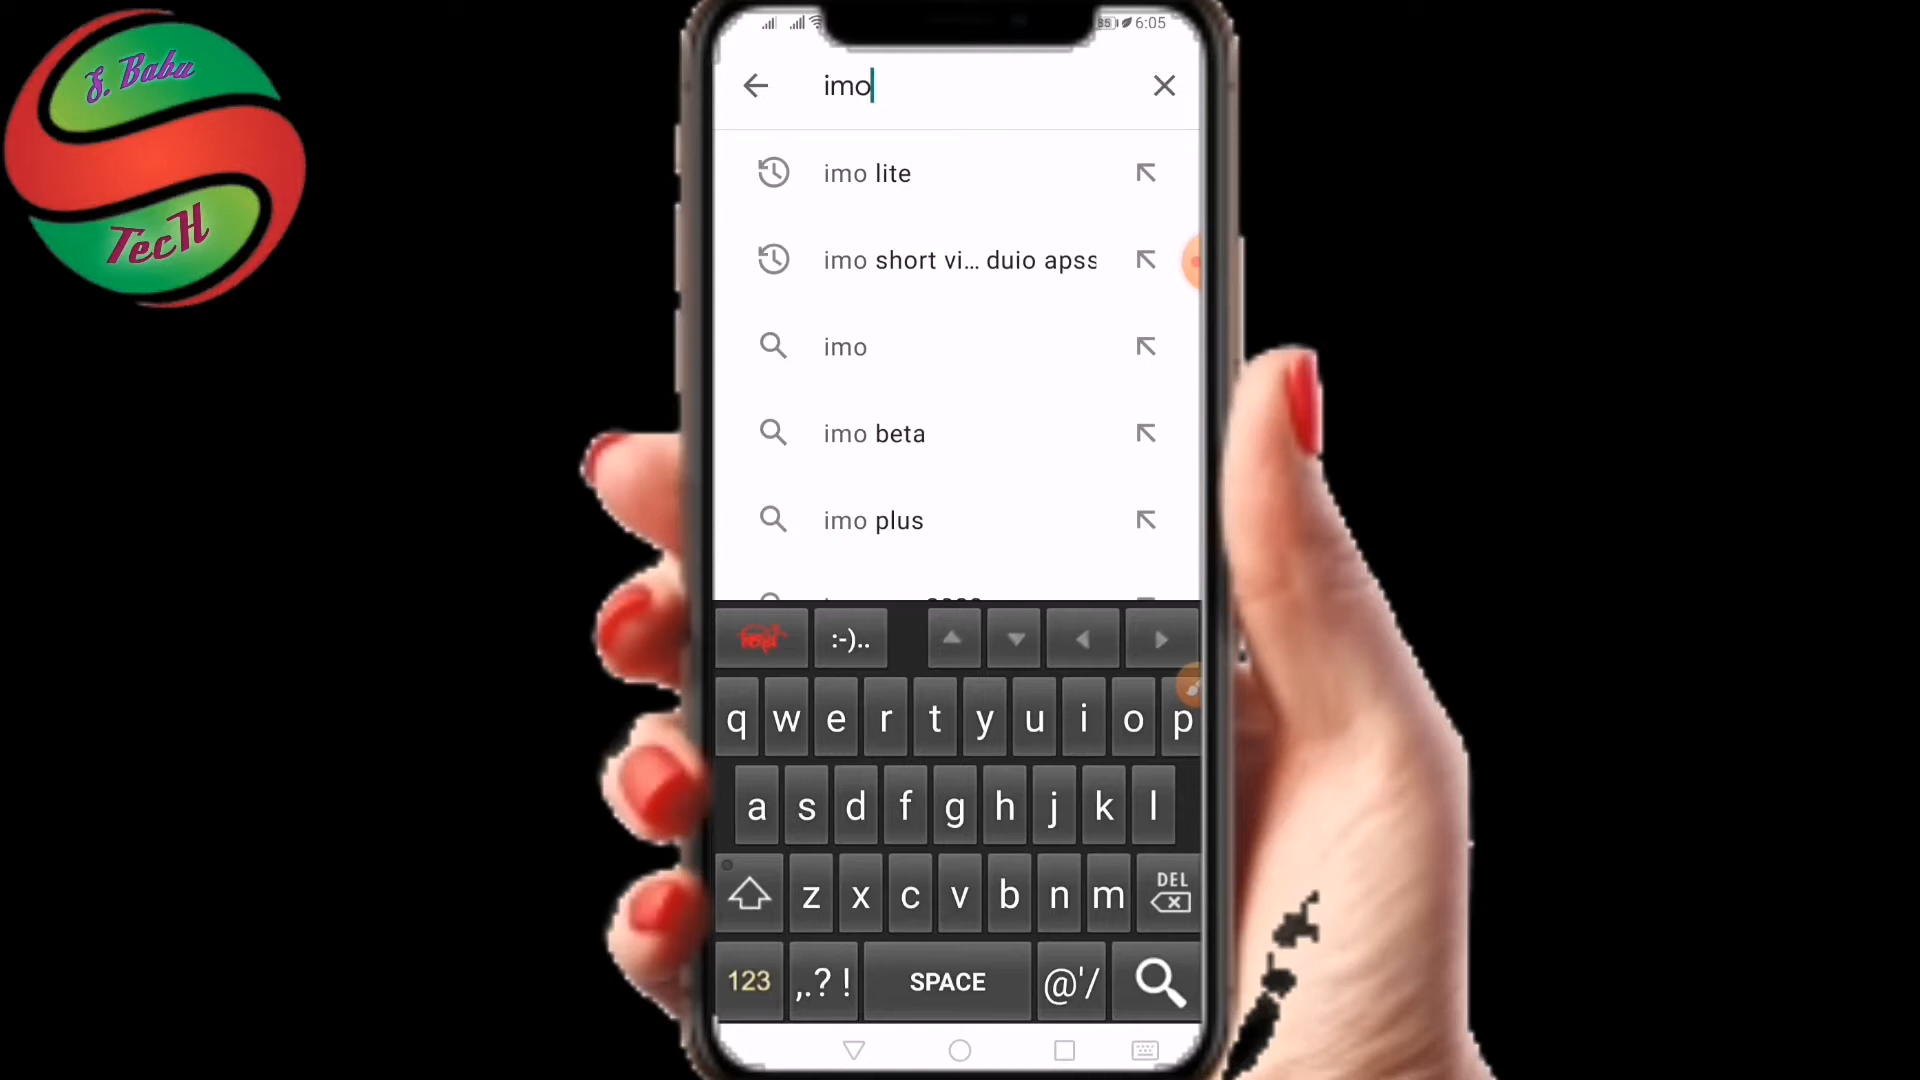 S. Babu
TecH
85 6:05
imo
imo lite
imo short vi... duio apss
imo
imo beta
imo plus
:-)..
q w e r t y u i o p
a s d f g h j k l
z x c v b n m DEL
123 ,.? ! SPACE @'/